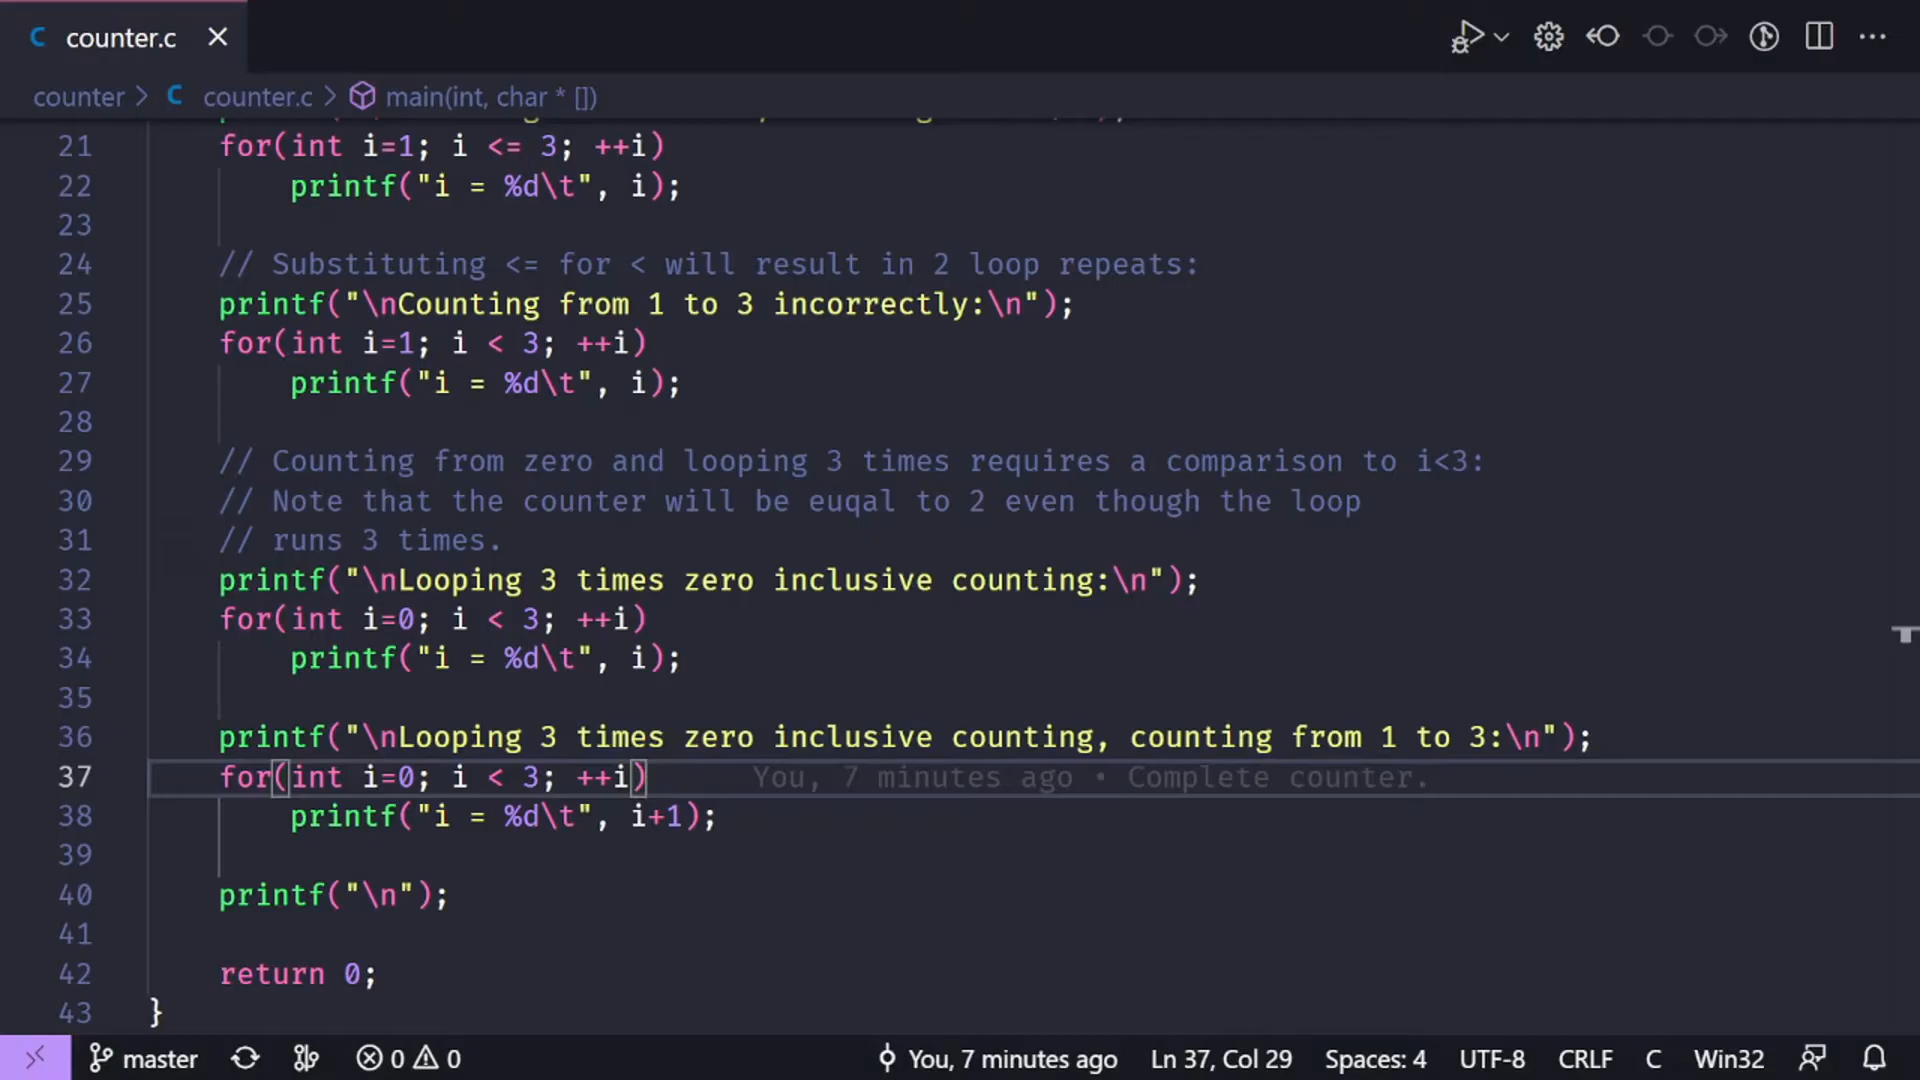 counter.c
counter > counter.c > main(int, char * [])
21 for(int i=1; i <= 3; ++i)
22 printf("i = %d\t", i);
23
24 // Substituting <= for < will result in 2 loop repeats:
25 printf("\nCounting from 1 to 3 incorrectly:\n");
26 for(int i=1; i < 3; ++i)
27 printf("i = %d\t", i);
28
29 // Counting from zero and looping 3 times requires a comparison to i<3:
30 // Note that the counter will be euqal to 2 even though the loop
31 // runs 3 times.
32 printf("\nLooping 3 times zero inclusive counting:\n");
33 for(int i=0; i < 3; ++i)
34 printf("i = %d\t", i);
35
36 printf("\nLooping 3 times zero inclusive counting, counting from 1 to 3:\n");
37 for(int i=0; i < 3; ++i) You, 7 minutes ago • Complete counter.
38 printf("i = %d\t", i+1);
39
40 printf("\n");
41
42 return 0;
43 }
master 0 0 You, 7 minutes ago Ln 37, Col 29 Spaces: 4 UTF-8 CRLF C Win32